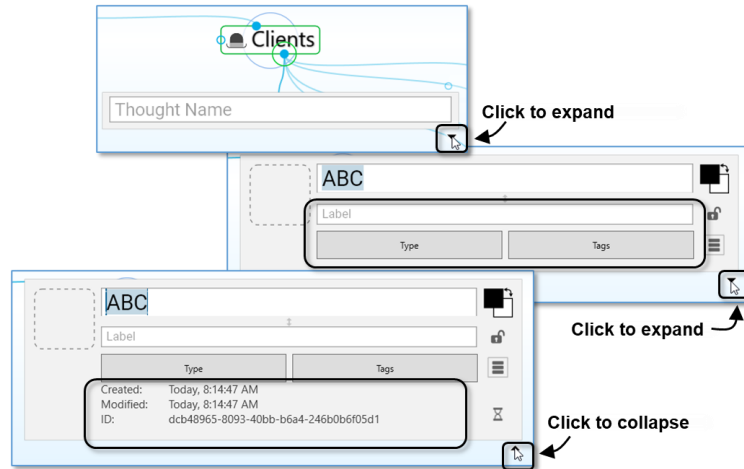 Clients
Thought Name
Click to expand
ABC
Label
Type Tags
Click to expand
ABC
Label
Type Tags
Created: Today, 8:14:47 AM
Modified: Today, 8:14:47 AM
ID: dcb48965-8093-40bb-b6a4-246b0b6f05d1
Click to collapse